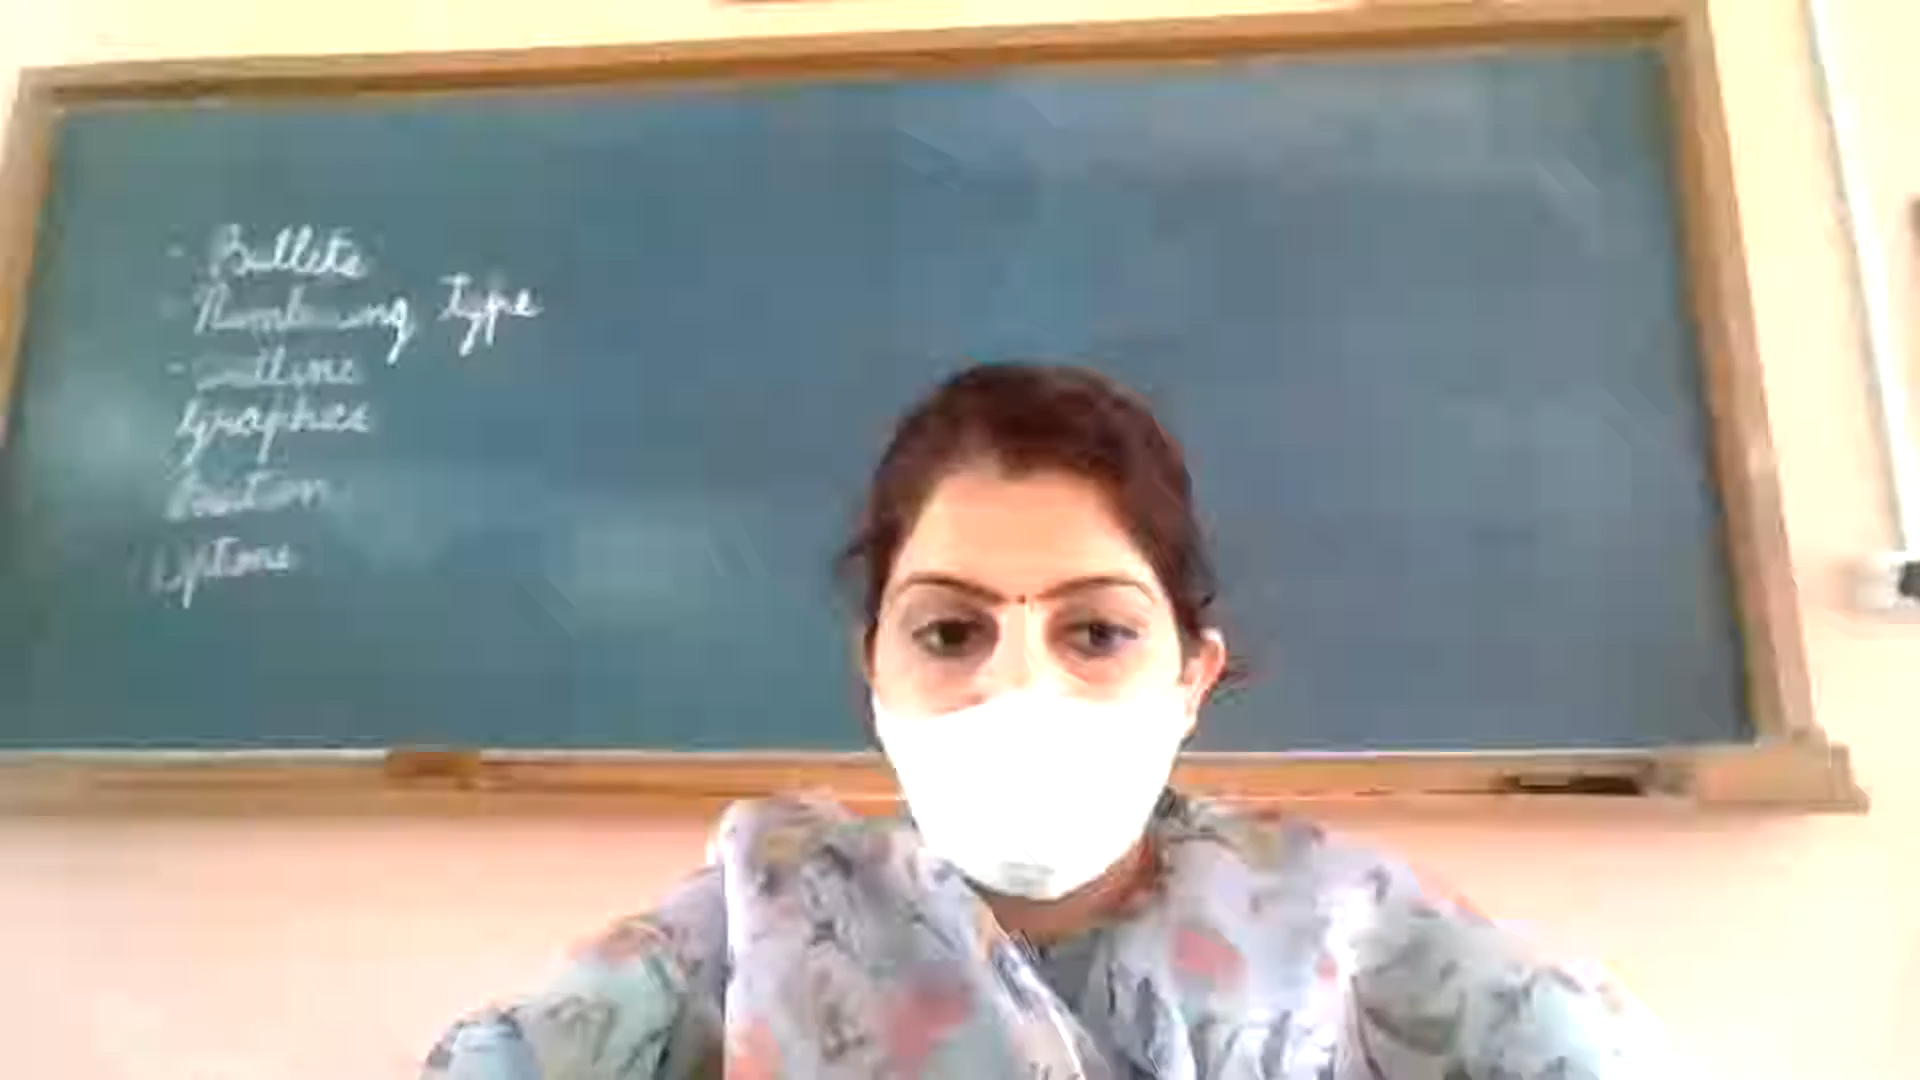 - Bullets
- Numbering type
- outline
Graphics
Position
Options